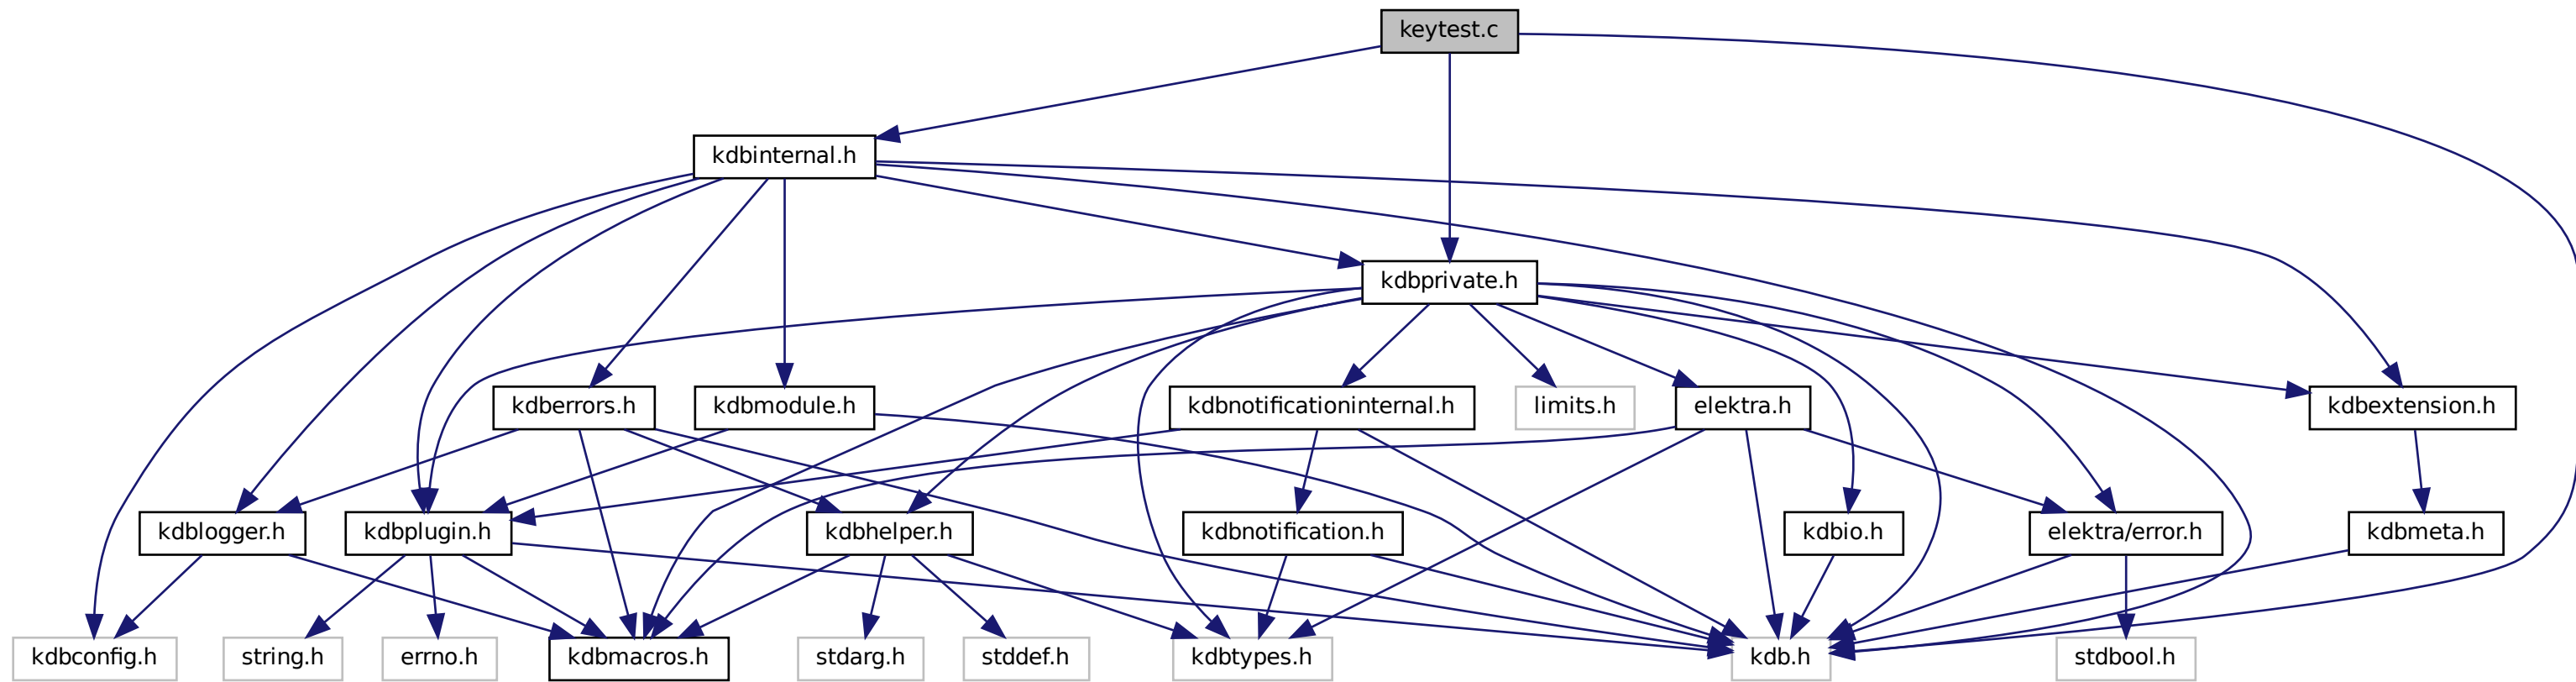 keytest.c
kdbinternal.h
kdbprivate.h
kdberrors.h
kdbmodule.h
kdbnotificationinternal.h
limits.h
elektra.h
kdbextension.h
kdblogger.h
kdbplugin.h
kdbhelper.h
kdbnotification.h
kdbio.h
elektra/error.h
kdbmeta.h
kdbconfig.h
string.h
errno.h
kdbmacros.h
stdarg.h
stddef.h
kdbtypes.h
kdb.h
stdbool.h